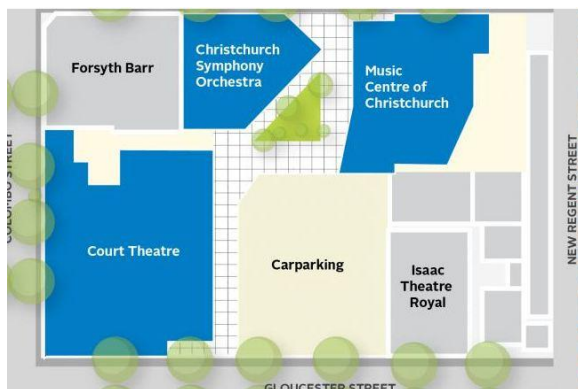 Forsyth Barr
Christchurch
Symphony
Orchestra
Music
Centre of
Christchurch
COLOMBO STREET
NEW REGENT STREET
Court Theatre
Carparking
Isaac
Theatre
Royal
GLOUCESTER STREET